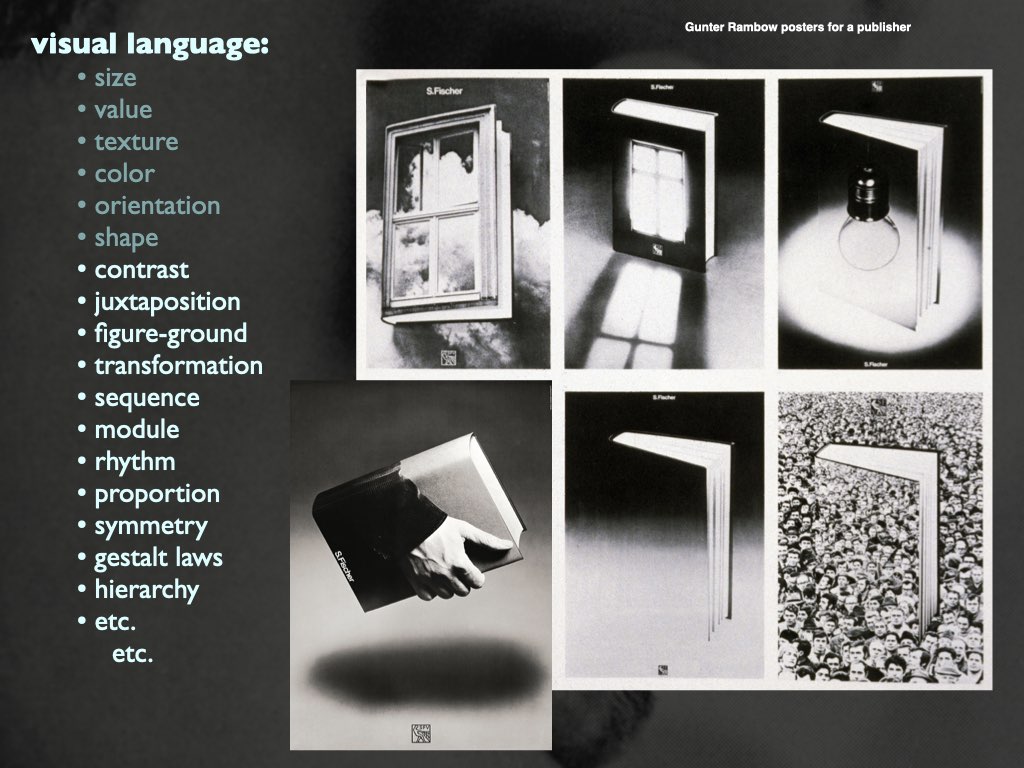 visual language:
• size
• value
• texture
• color
• orientation
• shape
• contrast
• juxtaposition
• figure-ground
• transformation
• sequence
• module
• rhythm
• proportion
• symmetry
• gestalt laws
• hierarchy
• etc.
etc.
Gunter Rambow posters for a publisher
S.Fischer
S.Fischer
S.Fischer
S.Fischer
S.Fischer